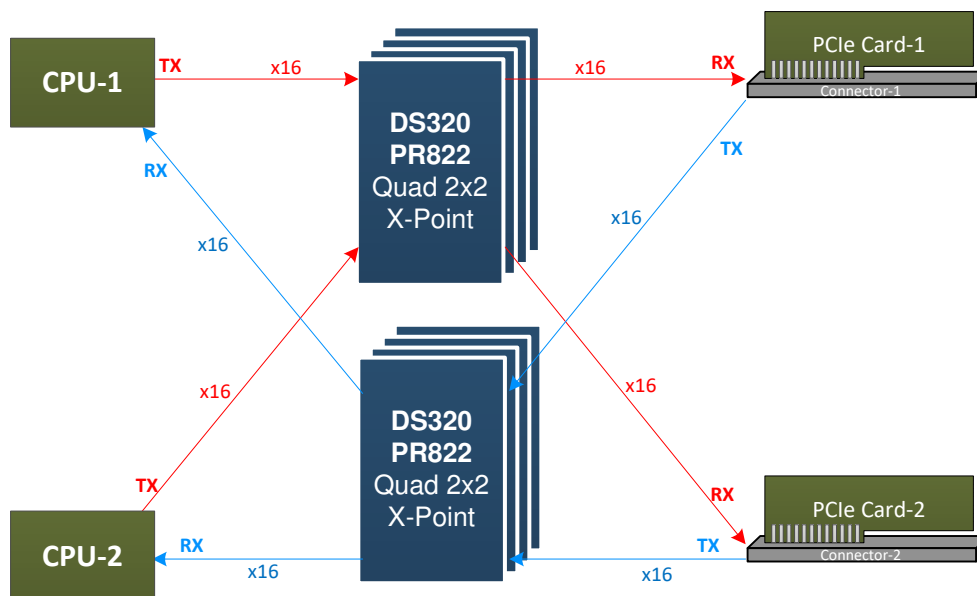 PCIe Card-1
CPU-1
TX
x16
x16
RX
Connector-1
DS320
PR822
Quad 2x2
X-Point
RX
TX
x16
x16
x16
x16
DS320
PR822
Quad 2x2
X-Point
TX
RX
PCIe Card-2
CPU-2
RX
TX
Connector-2
x16
x16